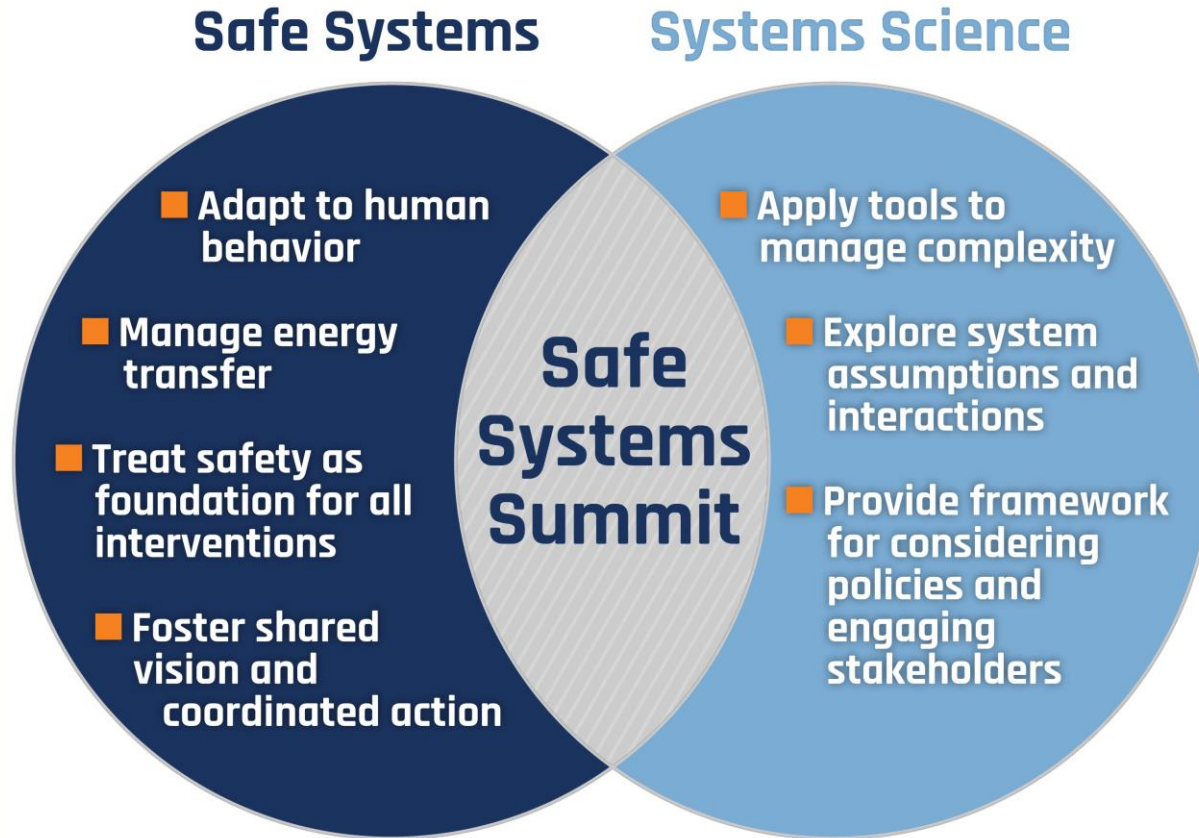 Safe Systems
Systems Science
■ Adapt to human
behavior
■ Manage energy
transfer
■ Treat safety as
foundation for all
interventions
■ Foster shared
vision and
coordinated action
Safe
Systems
Summit
■ Apply tools to
manage complexity
■ Explore system
assumptions and
interactions
■ Provide framework
for considering
policies and
engaging
stakeholders